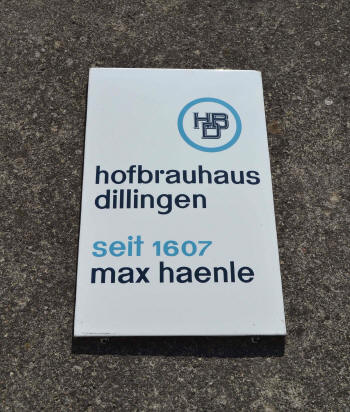 HBD
hofbrauhaus
dillingen
seit 1607
max haenle